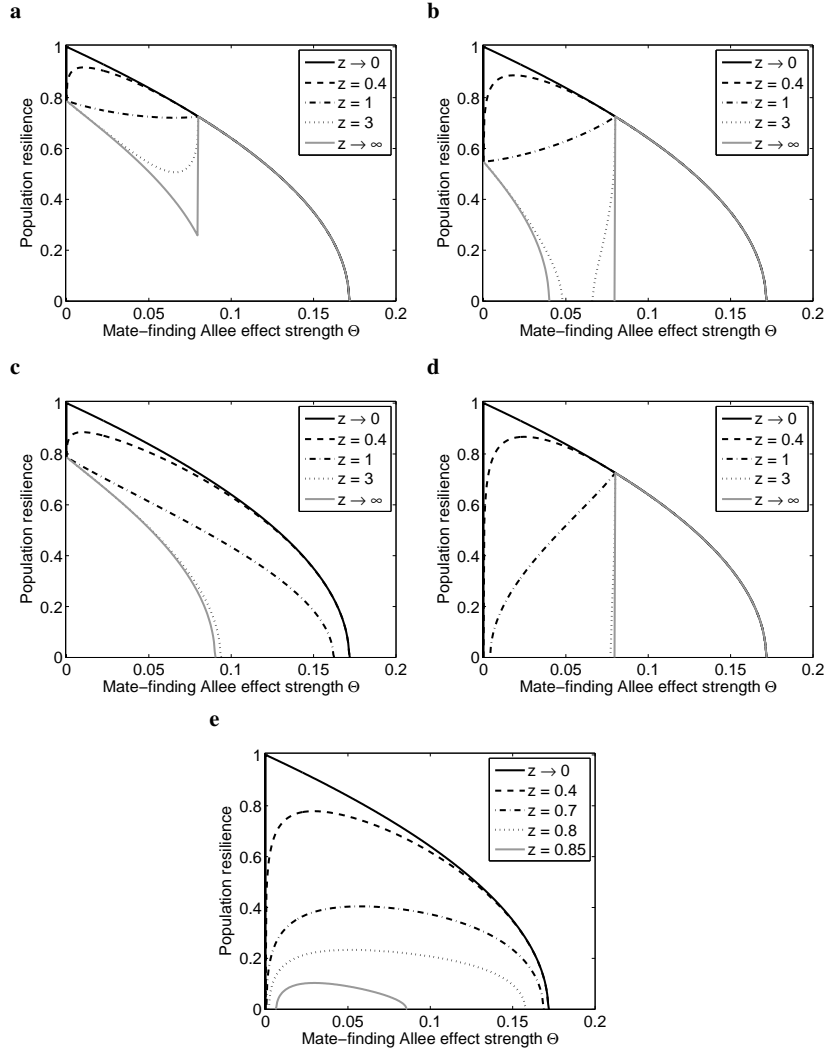 a
1
0.8
0.6
0.4
0.2
0
0
0.05
0.1
0.15
0.2
Population resilience
Mate−finding Allee effect strength Θ
z → 0
z = 0.4
z = 1
z = 3
z → ∞
b
1
0.8
0.6
0.4
0.2
0
0
0.05
0.1
0.15
0.2
Population resilience
Mate−finding Allee effect strength Θ
z → 0
z = 0.4
z = 1
z = 3
z → ∞
c
1
0.8
0.6
0.4
0.2
0
0
0.05
0.1
0.15
0.2
Population resilience
Mate−finding Allee effect strength Θ
z → 0
z = 0.4
z = 1
z = 3
z → ∞
d
1
0.8
0.6
0.4
0.2
0
0
0.05
0.1
0.15
0.2
Population resilience
Mate−finding Allee effect strength Θ
z → 0
z = 0.4
z = 1
z = 3
z → ∞
e
1
0.8
0.6
0.4
0.2
0
0
0.05
0.1
0.15
0.2
Population resilience
Mate−finding Allee effect strength Θ
z → 0
z = 0.4
z = 0.7
z = 0.8
z = 0.85